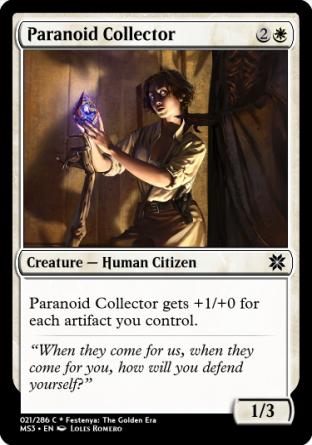 Paranoid Collector 2
Creature — Human Citizen
Paranoid Collector gets +1/+0 for
each artifact you control.
“When they come for us, when they
come for you, how will you defend
yourself?”
021/286 C * Festenya: The Golden Era
MS3 • EN Loles Romero
1/3